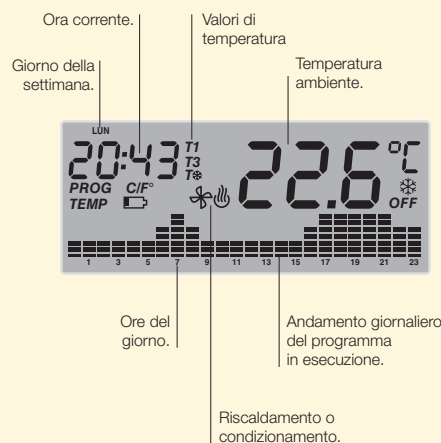 Ora corrente.
Valori di
temperatura
Giorno della
settimana.
Temperatura
ambiente.
LUN
20:43
T1
T3
T❄
22.6 °C
PROG C/F°
TEMP
OFF
1 3 5 7 9 11 13 15 17 19 21 23
Ore del
giorno.
Andamento giornaliero
del programma
in esecuzione.
Riscaldamento o
condizionamento.